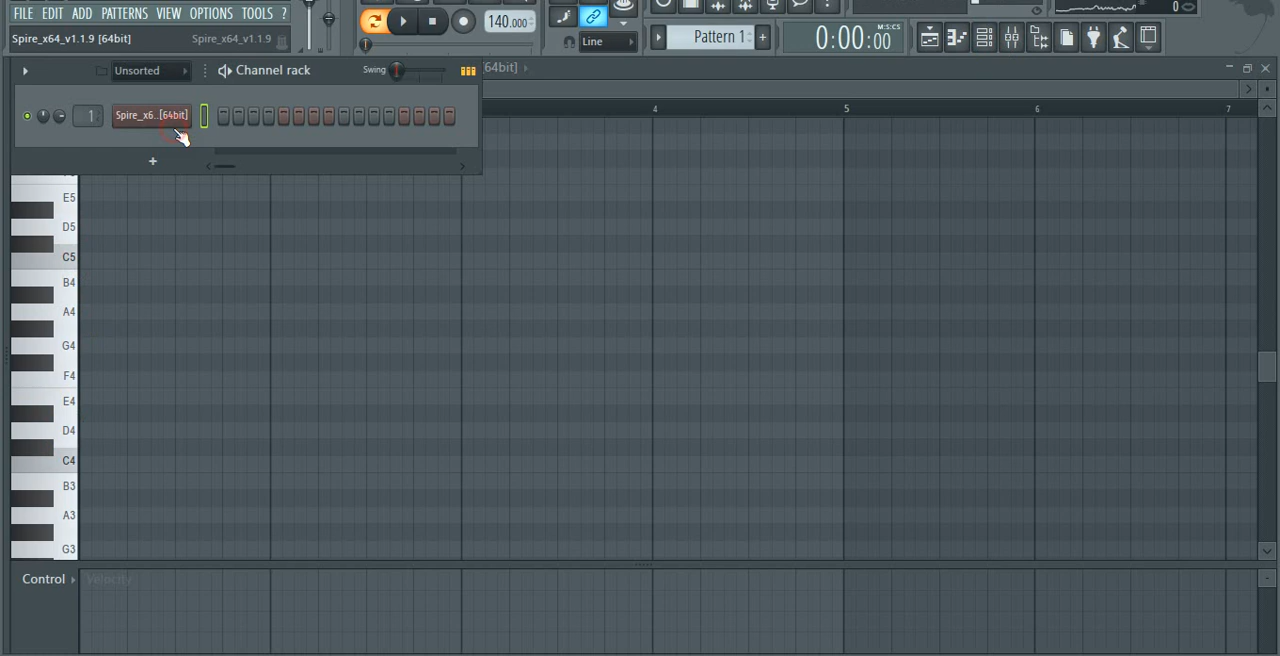 FILE EDIT ADD PATTERNS VIEW OPTIONS TOOLS ?
140.000
0
Spire_x64_v1.1.9 [64bit] Spire_x64_v1.1.9
Line
Pattern 1
+
0:00:00
M:S:CS
Unsorted
Channel rack
Swing
[64bit]
1
Spire_x6..[64bit]
+
4
5
6
7
E5
D5
C5
B4
A4
G4
F4
E4
D4
C4
B3
A3
G3
Control
Velocity